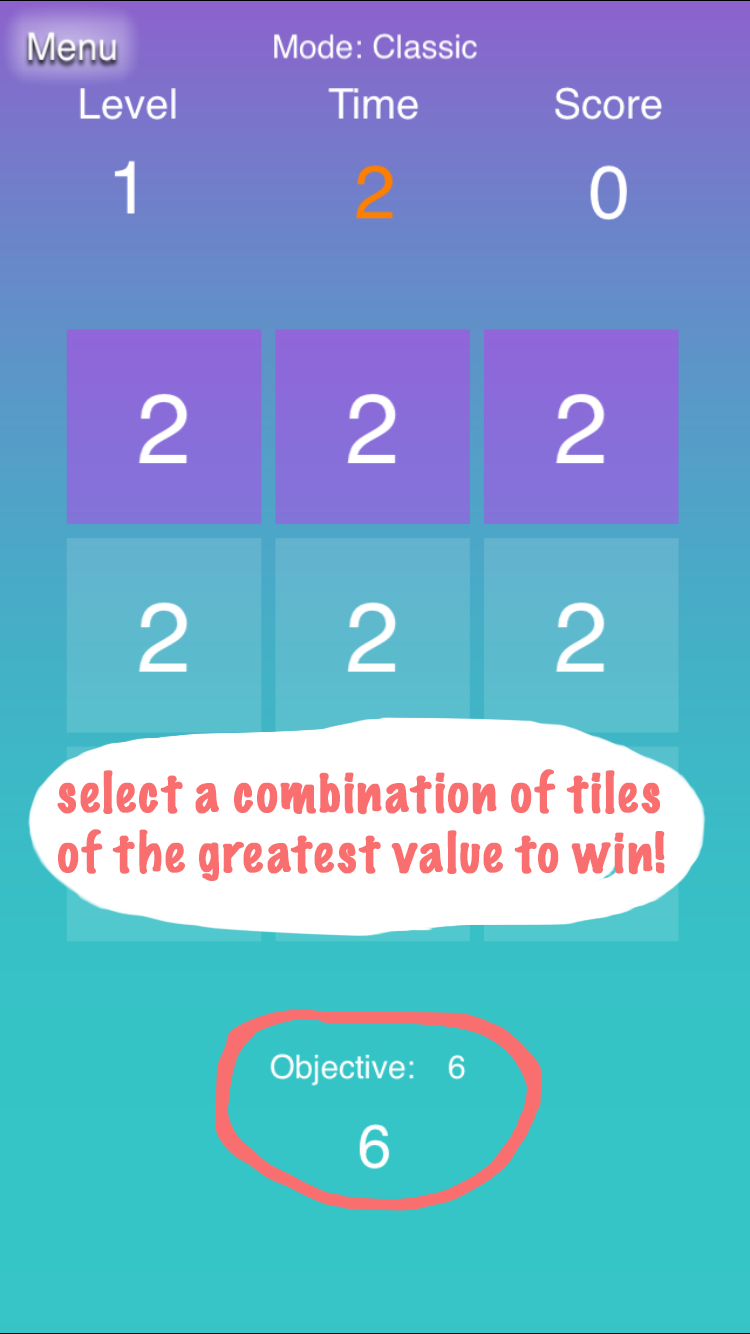 Menu Mode: Classic
Level Time Score
1 2 0
2 2 2
2 2 2
select a combination of tiles
of the greatest value to win!
Objective: 6
6